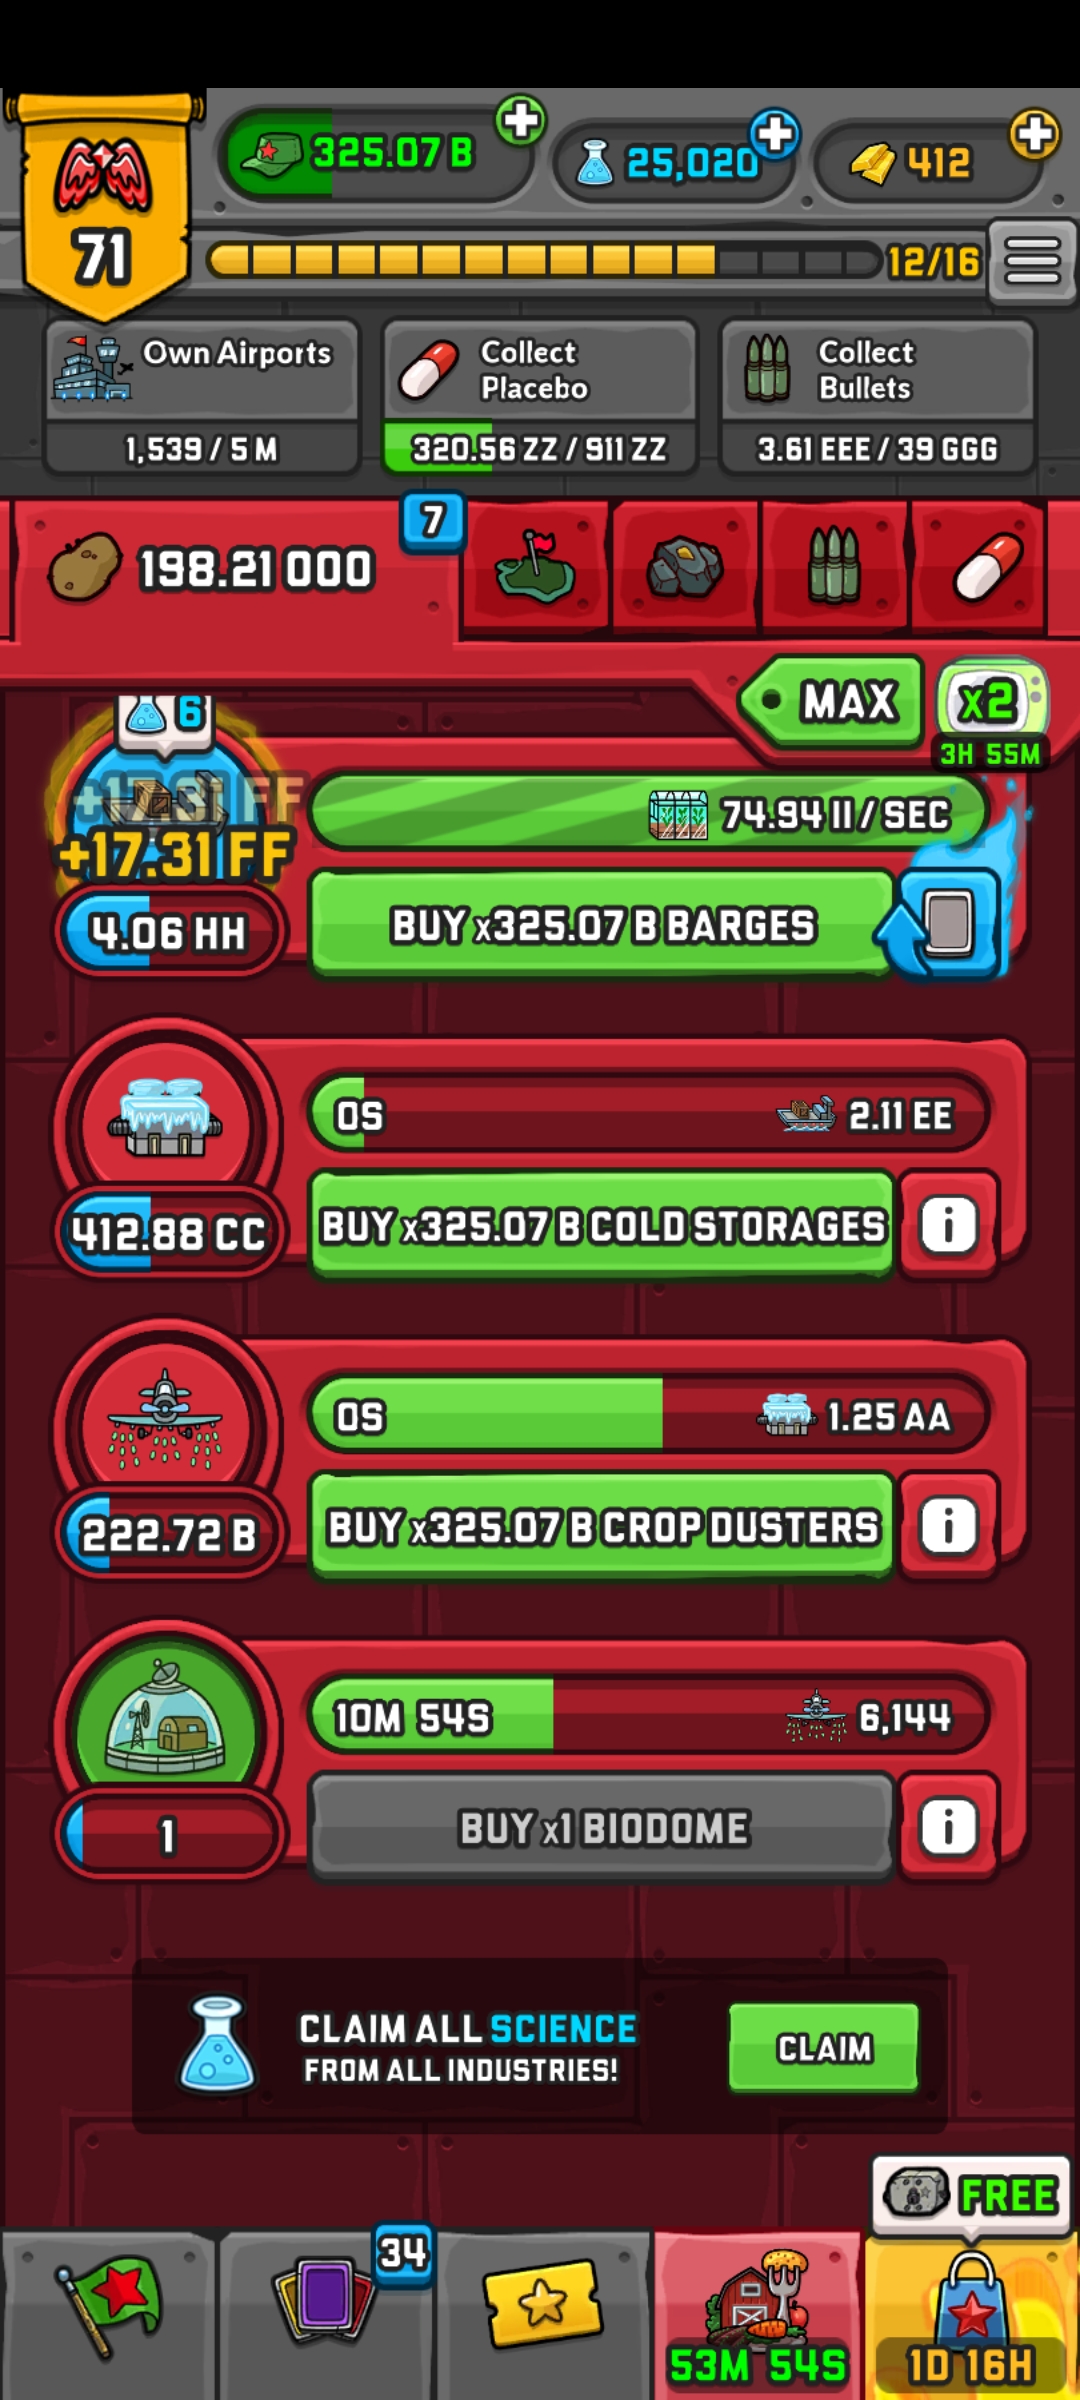 325.07 B
25,020
412
71
12/16
Own Airports
1,539 / 5 M
Collect
Placebo
320.56 ZZ / 911 ZZ
Collect
Bullets
3.61 EEE / 39 GGG
198.21 000
7
MAX
x2
3H 55M
6
+17.31 FF
+17.31 FF
4.06 HH
74.94 II / SEC
BUY x325.07 B BARGES
412.88 CC
0S
2.11 EE
BUY x325.07 B COLD STORAGES
i
222.72 B
0S
1.25 AA
BUY x325.07 B CROP DUSTERS
i
1
10M 54S
6,144
BUY x1 BIODOME
i
CLAIM ALL SCIENCE
FROM ALL INDUSTRIES!
CLAIM
FREE
34
53M 54S
1D 16H